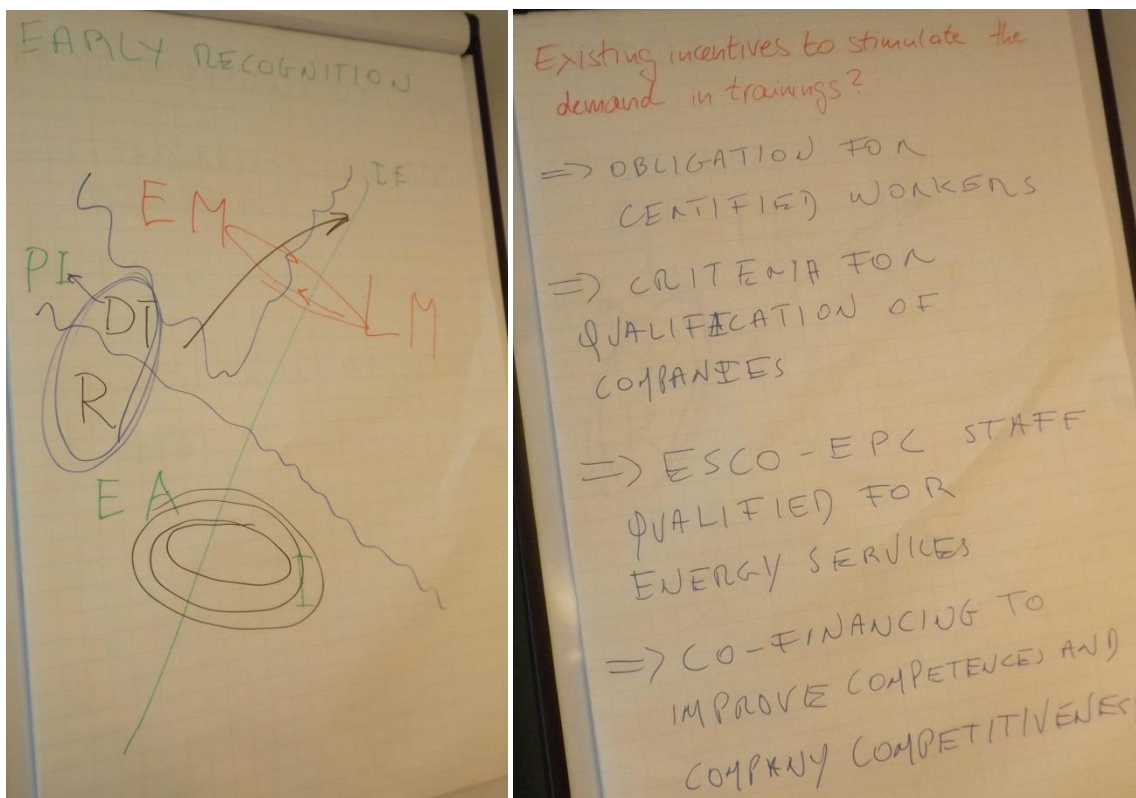 EARLY RECOGNITION
IE
EM
PI
LM
DT
R
EA
I
Existing incentives to stimulate the
demand in trainings?
=> OBLIGATION FOR
CERTIFIED WORKERS
=> CRITERIA FOR
QUALIFICATION OF
COMPANIES
=> ESCO-EPC STAFF
QUALIFIED FOR
ENERGY SERVICES
=> CO-FINANCING TO
IMPROVE COMPETENCES AND
COMPANY COMPETITIVENES